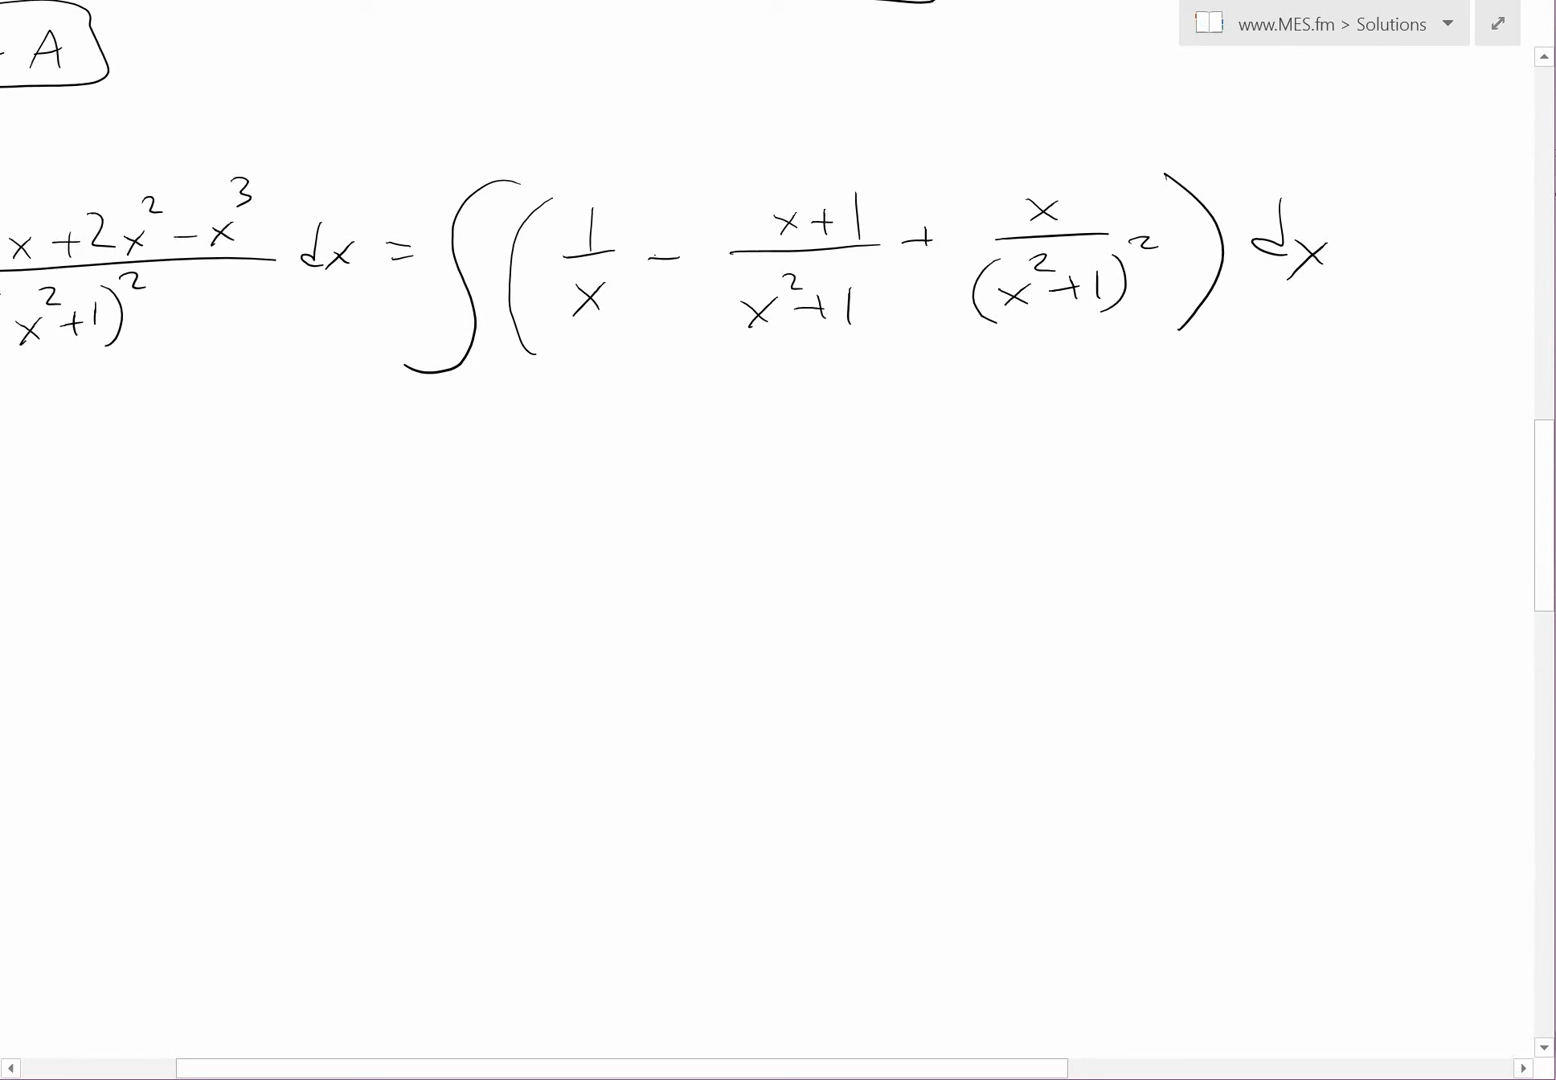 www.MES.fm > Solutions
- A
x + 2x² - x³ / x² + 1)² dx = ∫ ( 1/x - x + 1 / x² + 1 + x / (x² + 1)² ) dx